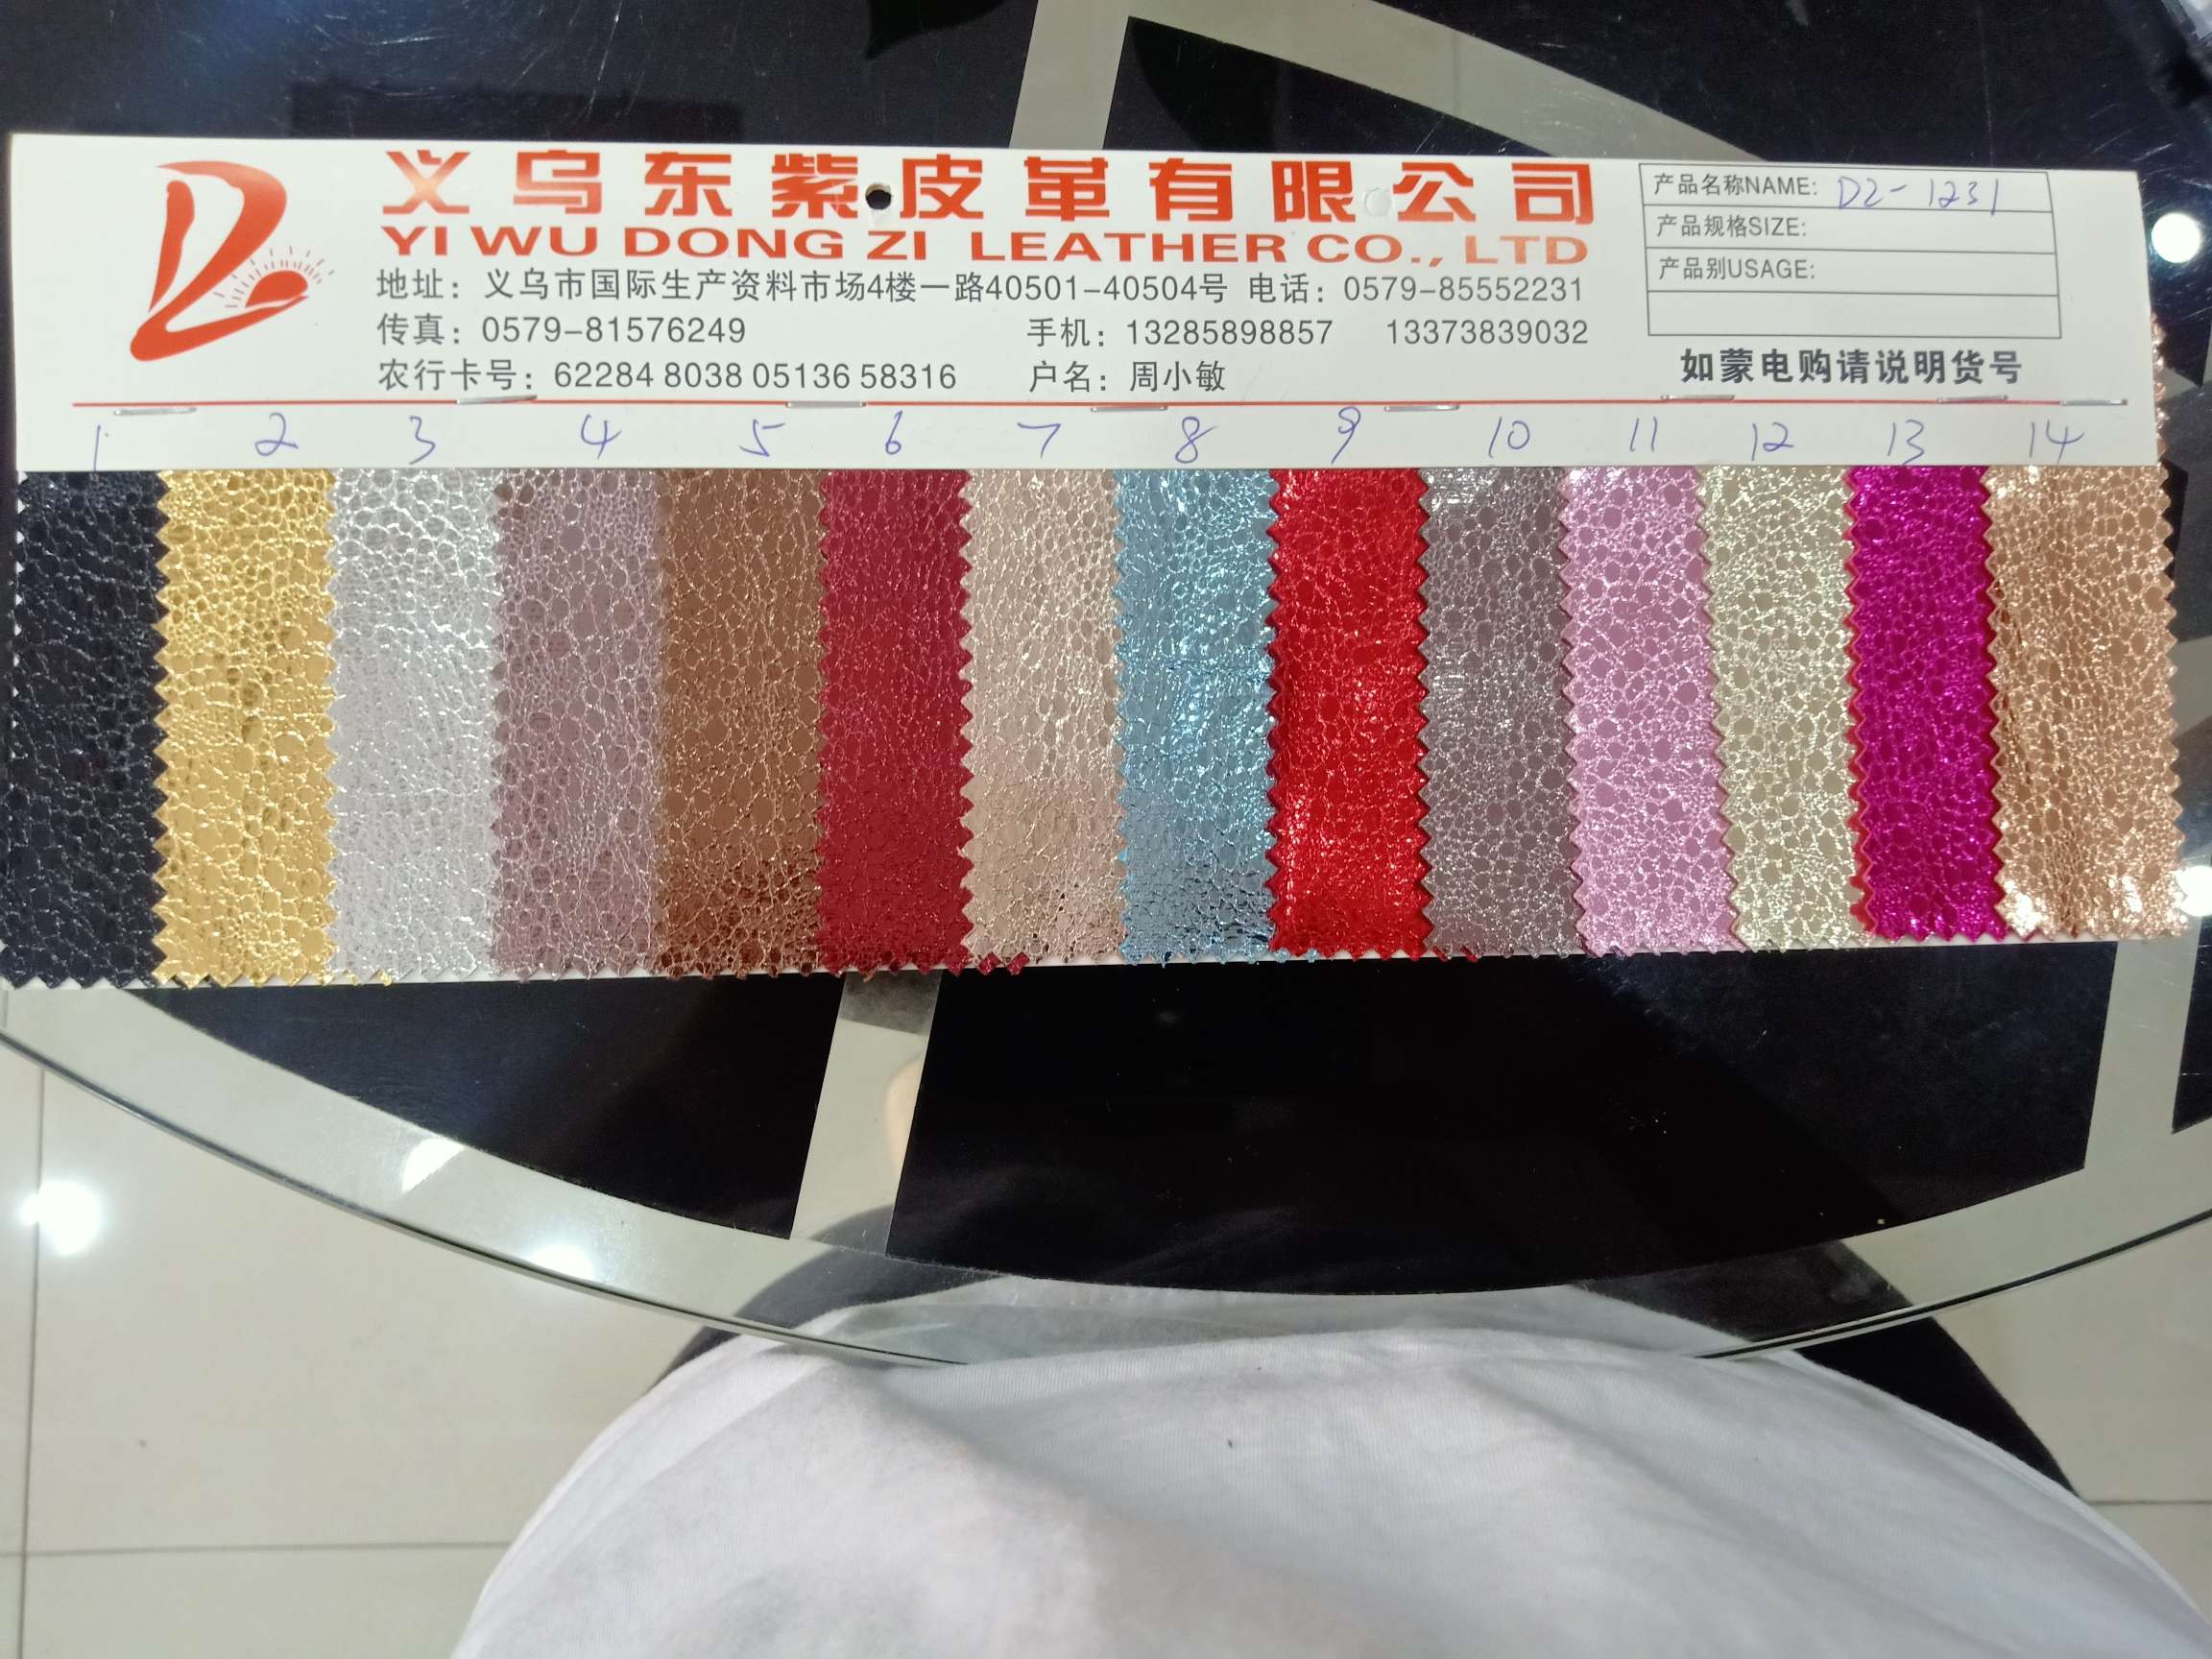 义乌东紫皮革有限公司
YI WU DONG ZI LEATHER CO., LTD
地址：义乌市国际生产资料市场4楼一路40501-40504号 电话：0579-85552231
传真：0579-81576249 手机：13285898857 13373839032
农行卡号：62284 8038 05136 58316 户名：周小敏
产品名称NAME: DZ-1231
产品规格SIZE:
产品别USAGE:
如蒙电购请说明货号
1 2 3 4 5 6 7 8 9 10 11 12 13 14